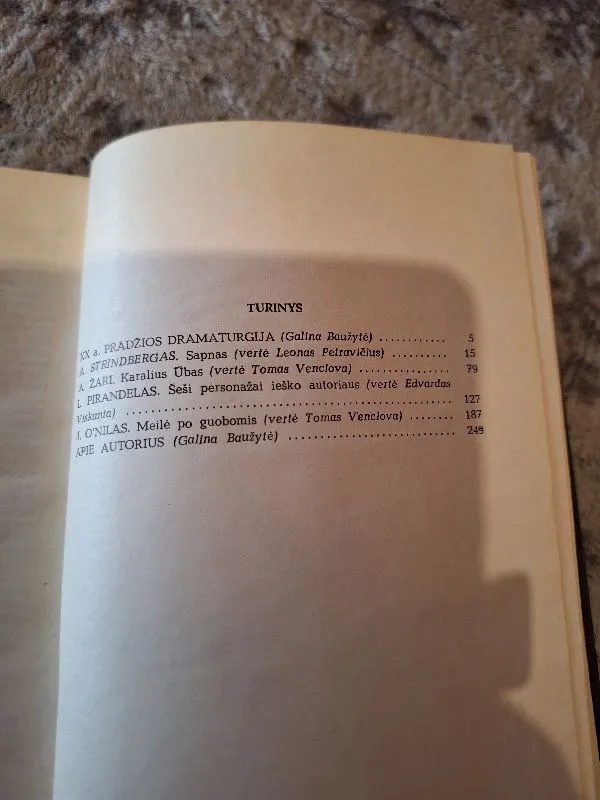 TURINYS
XX a. PRADŽIOS DRAMATURGIJA (Galina Baužytė) ............ 5
A. STRINDBERGAS. Sapnas (vertė Leonas Petravičius) .......... 15
A. ŽARI. Karalius Ūbas (vertė Tomas Venclova) .............. 79
L. PIRANDELAS. Šeši personažai ieško autoriaus (vertė Edvardas
Viskanta) ................................................ 127
J. O'NILAS. Meilė po guobomis (vertė Tomas Venclova) ........ 187
APIE AUTORIUS (Galina Baužytė) ........................... 249